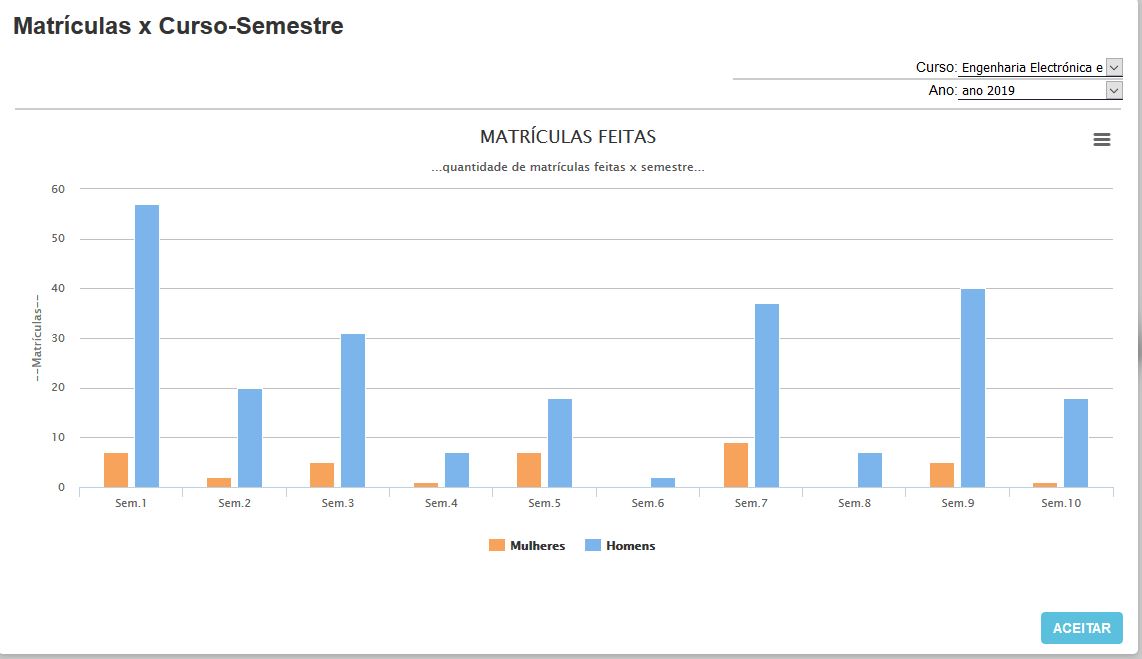 Matrículas x Curso-Semestre
Curso: Engenharia Electrónica e
Ano: ano 2019
MATRÍCULAS FEITAS
...quantidade de matrículas feitas x semestre...
60
50
40
30
20
10
0
--Matrículas--
Sem.1 Sem.2 Sem.3 Sem.4 Sem.5 Sem.6 Sem.7 Sem.8 Sem.9 Sem.10
Mulheres Homens
ACEITAR